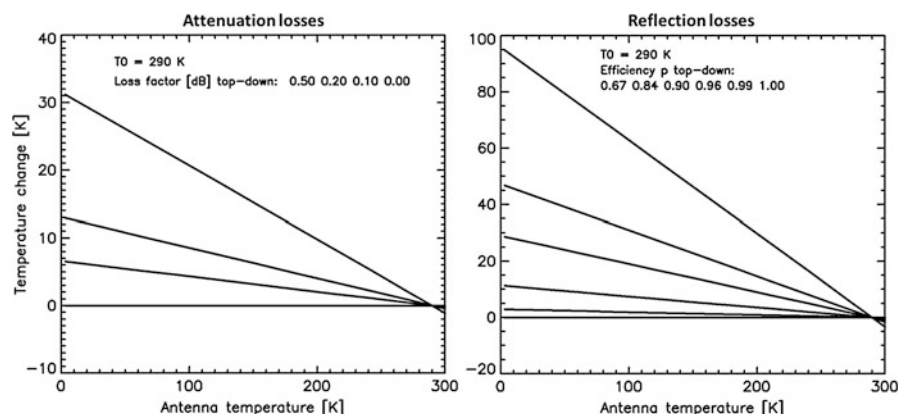 Attenuation losses
T0 = 290 K
Loss factor [dB] top-down: 0.50 0.20 0.10 0.00
Temperature change [K]
40
30
20
10
0
-10
0 100 200 300
Antenna temperature [K]
Reflection losses
T0 = 290 K
Efficiency p top-down:
0.67 0.84 0.90 0.96 0.99 1.00
100
80
60
40
20
0
-20
0 100 200 300
Antenna temperature [K]